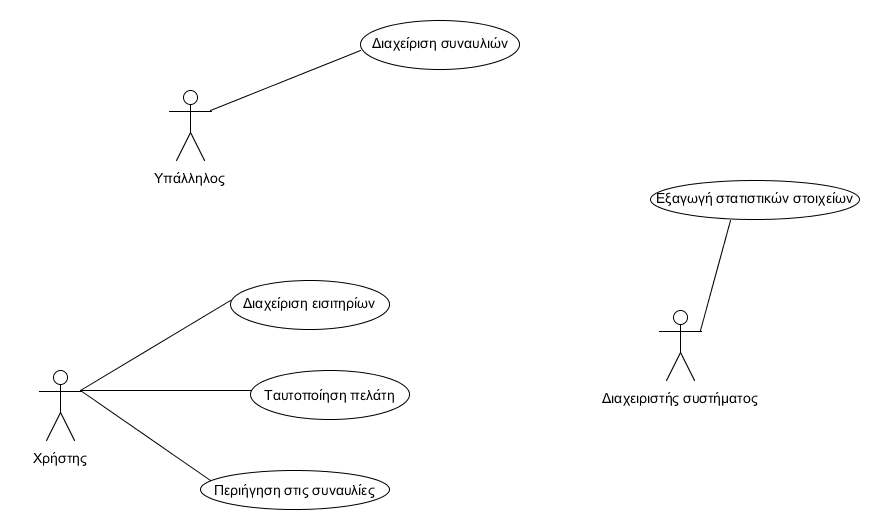 Διαχείριση συναυλιών
Υπάλληλος
Εξαγωγή στατιστικών στοιχείων
Διαχείριση εισιτηρίων
Ταυτοποίηση πελάτη
Διαχειριστής συστήματος
Χρήστης
Περιήγηση στις συναυλίες